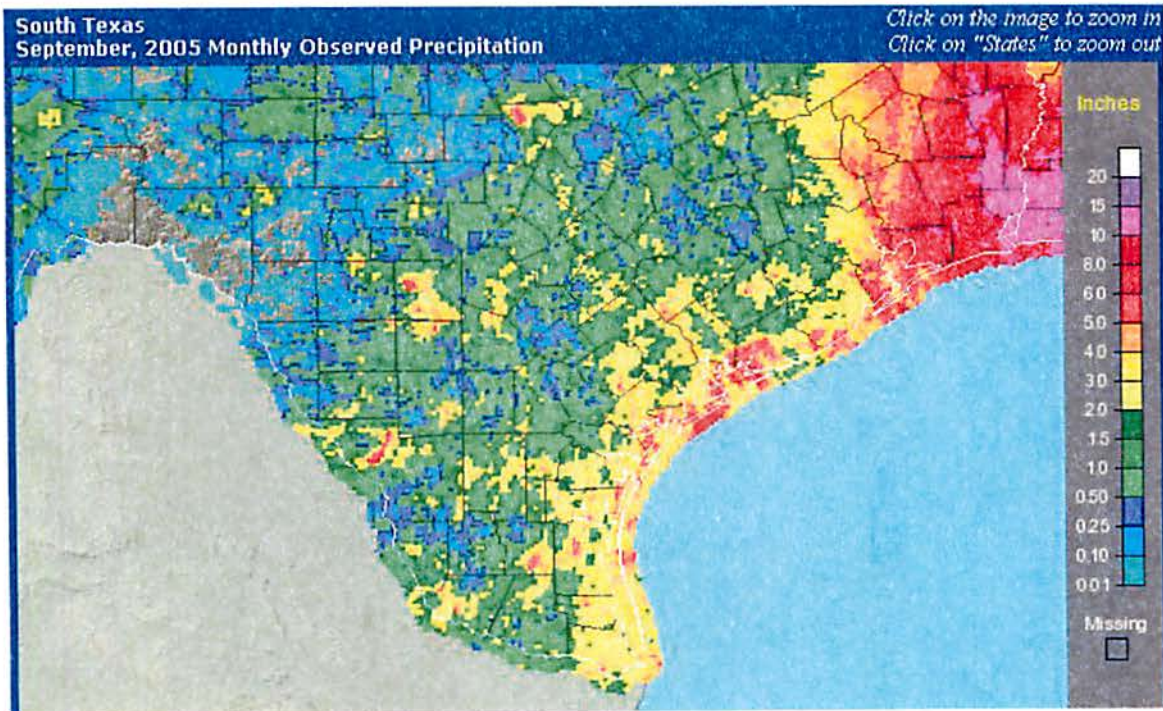 South Texas
September, 2005 Monthly Observed Precipitation
Click on the image to zoom in
Click on "States" to zoom out
Inches
20
15
10
8.0
6.0
5.0
4.0
3.0
2.0
1.5
1.0
0.50
0.25
0.10
0.01
Missing